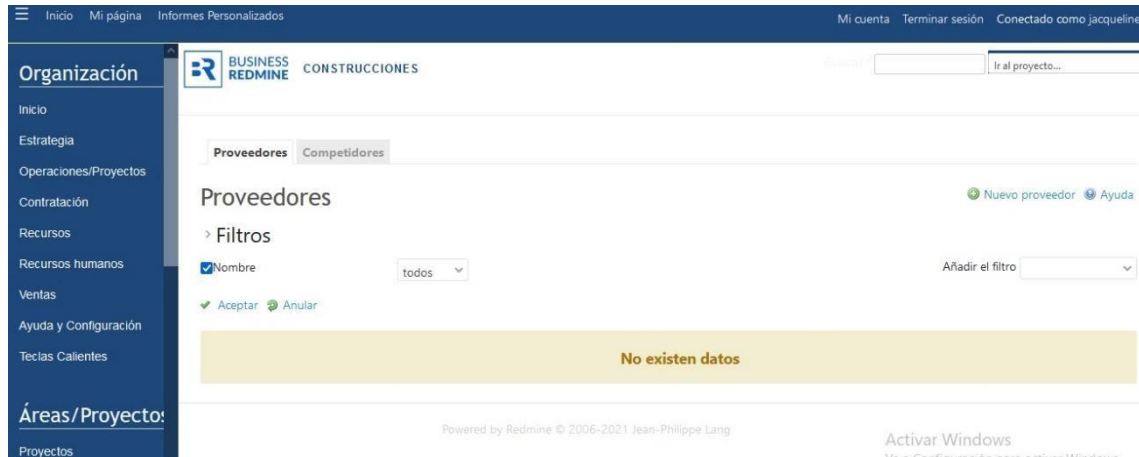 Inicio Mi página Informes Personalizados
Mi cuenta Terminar sesión Conectado como jacqueline
Organización
Inicio
Estrategia
Operaciones/Proyectos
Contratación
Recursos
Recursos humanos
Ventas
Ayuda y Configuración
Teclas Calientes
Áreas/Proyectos
Proyectos
BUSINESS
REDMINE
CONSTRUCCIONES
Ir al proyecto...
Proveedores Competidores
Proveedores
Nuevo proveedor Ayuda
Filtros
Nombre todos Añadir el filtro
Aceptar Anular
No existen datos
Powered by Redmine © 2006-2021 Jean-Philippe Lang
Activar Windows